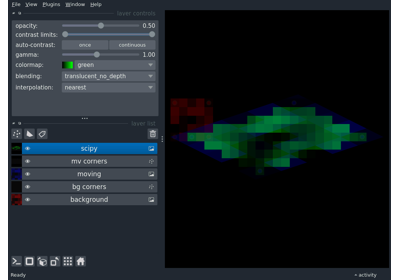 File View Plugins Window Help
layer controls
opacity: 0.50
contrast limits:
auto-contrast: once continuous
gamma: 1.00
colormap: green
blending: translucent_no_depth
interpolation: nearest
layer list
scipy
mv corners
moving
bg corners
background
Ready activity